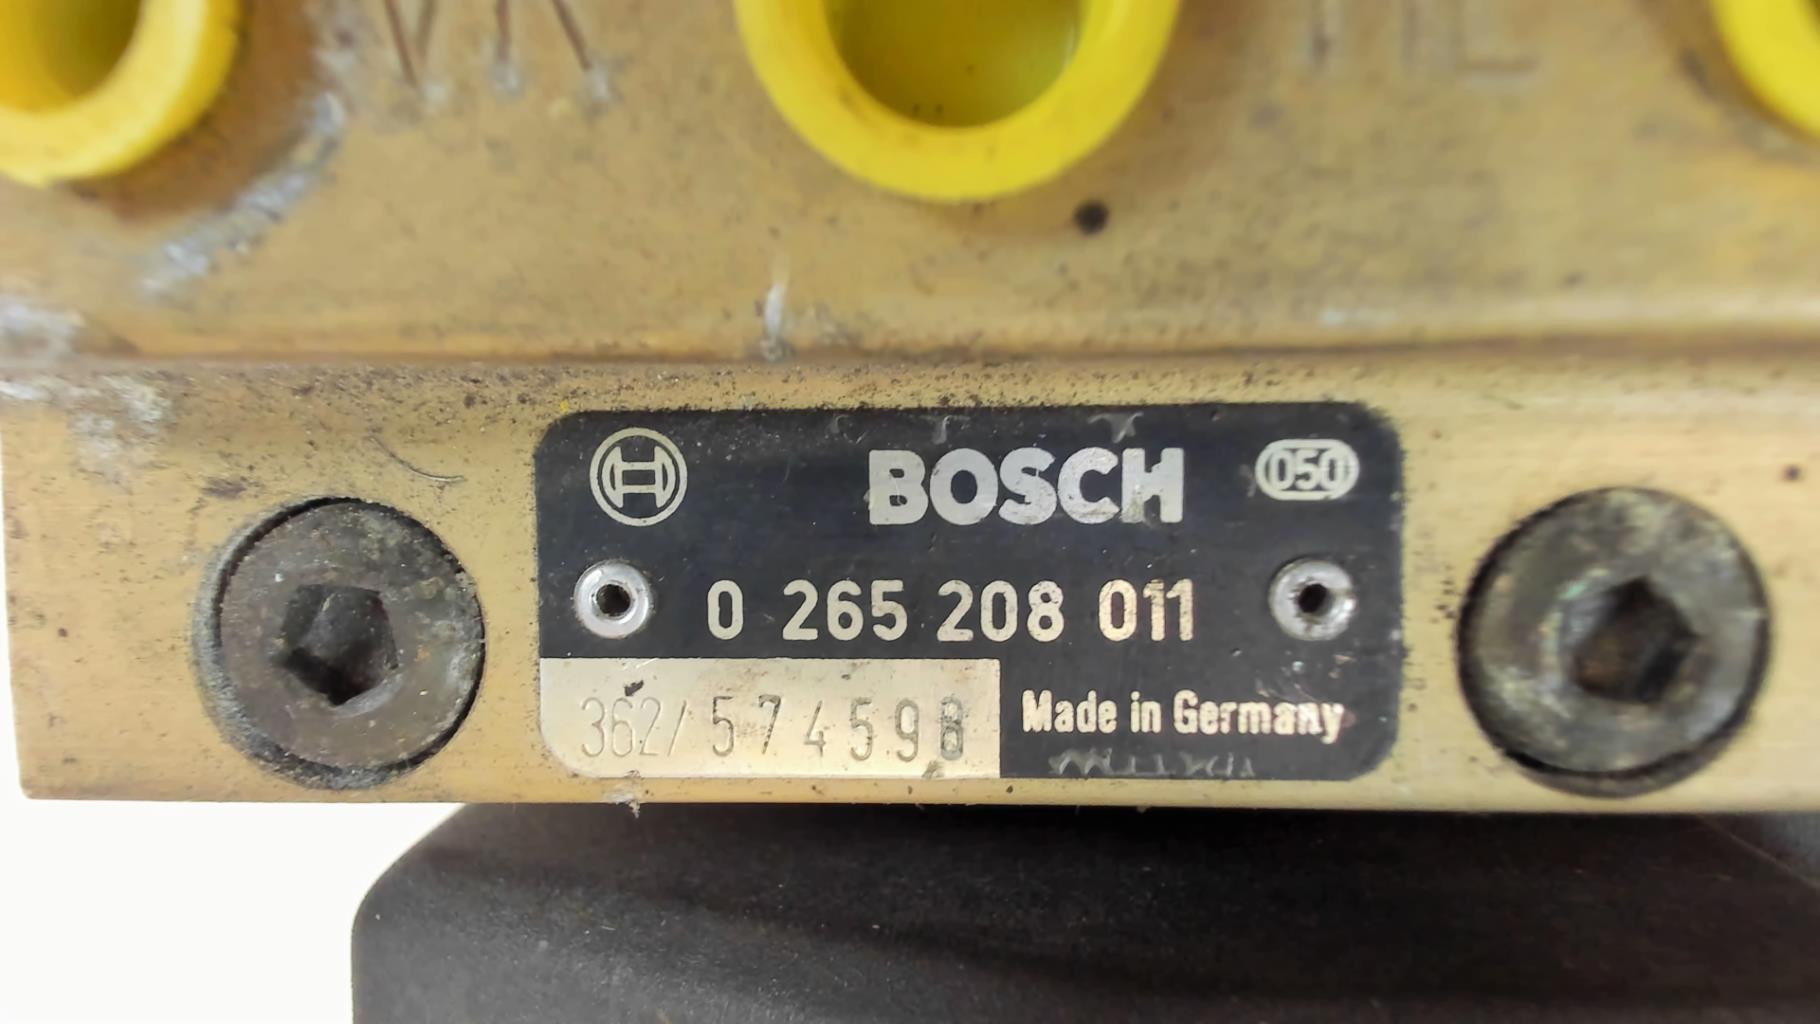 BOSCH 050
0 265 208 011
362/574598
Made in Germany